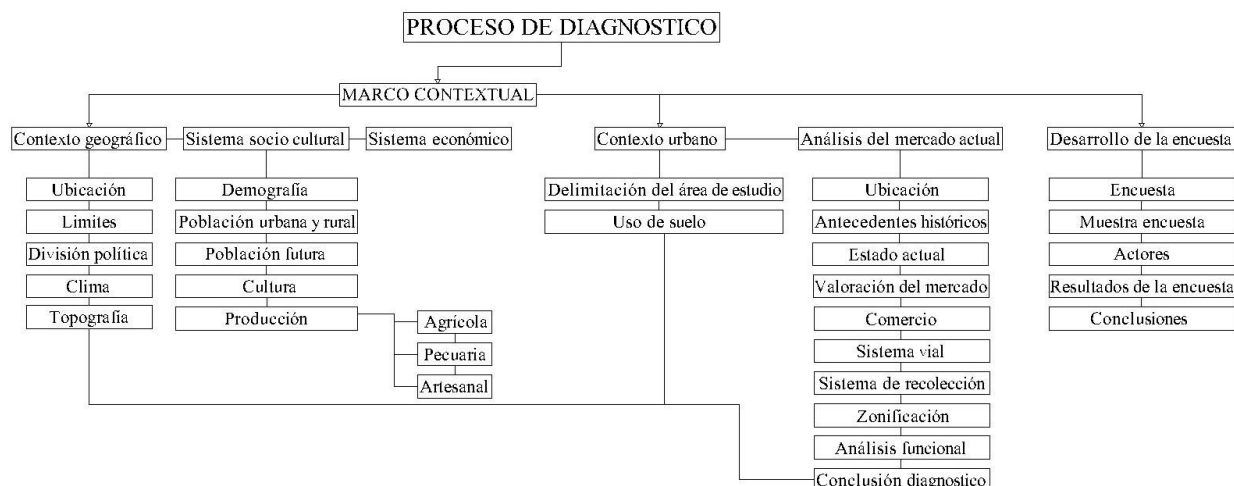 PROCESO DE DIAGNOSTICO
MARCO CONTEXTUAL
Contexto geográfico
Sistema socio cultural
Sistema económico
Contexto urbano
Análisis del mercado actual
Desarrollo de la encuesta
Ubicación
Limites
División política
Clima
Topografía
Demografía
Población urbana y rural
Población futura
Cultura
Producción
Agrícola
Pecuaria
Artesanal
Delimitación del área de estudio
Uso de suelo
Ubicación
Antecedentes históricos
Estado actual
Valoración del mercado
Comercio
Sistema vial
Sistema de recolección
Zonificación
Análisis funcional
Conclusión diagnostico
Encuesta
Muestra encuesta
Actores
Resultados de la encuesta
Conclusiones